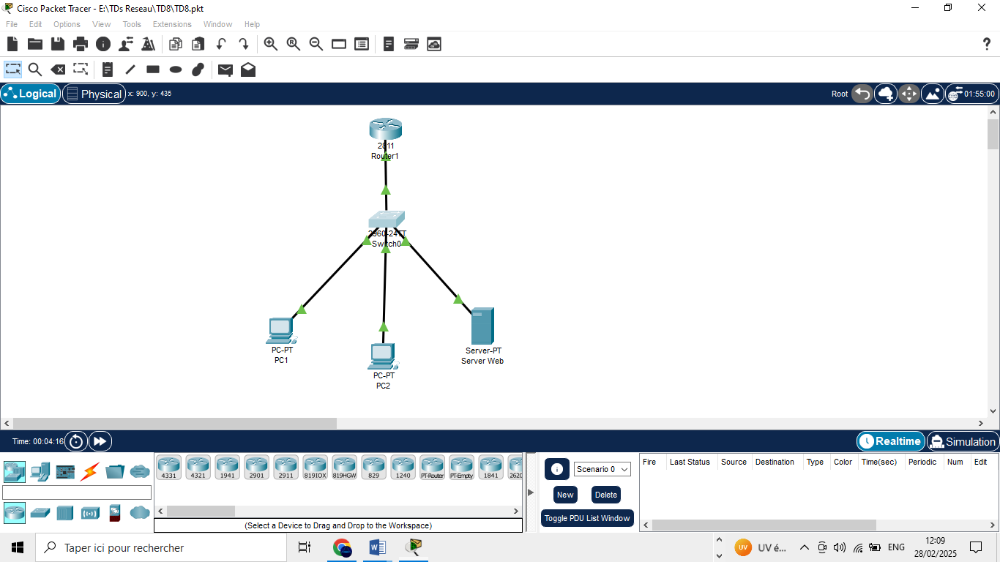 Cisco Packet Tracer - E:\TDs Reseau\TD8\TD8.pkt
File Edit Options View Tools Extensions Window Help
Logical Physical x: 900, y: 435 Root 01:55:00
2811
Router1
2960-24TT
Switch0
PC-PT
PC1
PC-PT
PC2
Server-PT
Server Web
Time: 00:04:16 Realtime Simulation
4331 4321 1941 2901 2911 819IOX 819HGW 829 1240 PT-Router PT-Empty 1841 2620
(Select a Device to Drag and Drop to the Workspace)
Scenario 0
New Delete
Toggle PDU List Window
Fire Last Status Source Destination Type Color Time(sec) Periodic Num Edit
Taper ici pour rechercher
UV UV é... ENG 12:09
28/02/2025